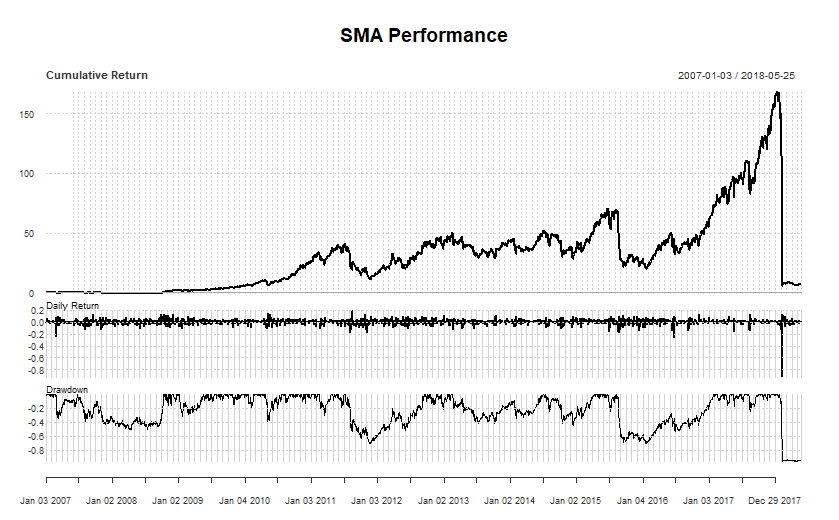 SMA Performance
Cumulative Return 2007-01-03 / 2018-05-25
150
100
50
0
Daily Return
0.2
0.0
-0.2
-0.4
-0.6
-0.8
Drawdown
-0.2
-0.4
-0.6
-0.8
Jan 03 2007 Jan 02 2008 Jan 02 2009 Jan 04 2010 Jan 03 2011 Jan 03 2012 Jan 02 2013 Jan 02 2014 Jan 02 2015 Jan 04 2016 Jan 03 2017 Dec 29 2017